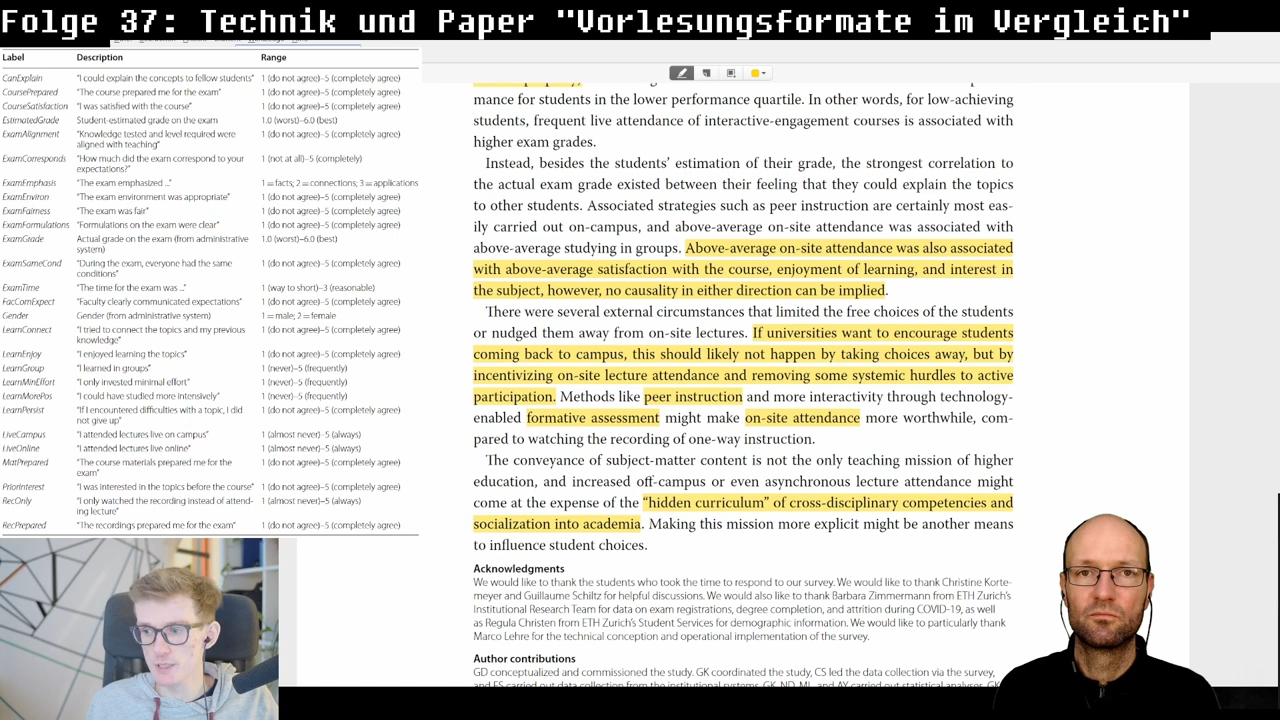 Folge 37: Technik und Paper "Vorlesungsformate im Vergleich"
Label Description Range
CanExplain "I could explain the concepts to fellow students" 1 (do not agree)–5 (completely agree)
CoursePrepared "The course prepared me for the exam" 1 (do not agree)–5 (completely agree)
CourseSatisfaction "I was satisfied with the course" 1 (do not agree)–5 (completely agree)
EstimatedGrade Student-estimated grade on the exam 1.0 (worst)–6.0 (best)
ExamAlignment "Knowledge tested and level required were 1 (do not agree)–5 (completely agree)
aligned with teaching"
ExamCorresponds "How much did the exam correspond to your 1 (not at all)–5 (completely)
expectations?"
ExamEmphasis "The exam emphasized ..." 1 = facts; 2 = connections; 3 = applications
ExamEnviron "The exam environment was appropriate" 1 (do not agree)–5 (completely agree)
ExamFairness "The exam was fair" 1 (do not agree)–5 (completely agree)
ExamFormulations "Formulations on the exam were clear" 1 (do not agree)–5 (completely agree)
ExamGrade Actual grade on the exam (from administrative 1.0 (worst)–6.0 (best)
system)
ExamSameCond "During the exam, everyone had the same 1 (do not agree)–5 (completely agree)
conditions"
ExamTime "The time for the exam was ..." 1 (way to short)–3 (reasonable)
FacComExpect "Faculty clearly communicated expectations" 1 (do not agree)–5 (completely agree)
Gender Gender (from administrative system) 1 = male; 2 = female
LearnConnect "I tried to connect the topics and my previous 1 (do not agree)–5 (completely agree)
knowledge"
LearnEnjoy "I enjoyed learning the topics" 1 (do not agree)–5 (completely agree)
LearnGroup "I learned in groups" 1 (never)–5 (frequently)
LearnMinEffort "I only invested minimal effort" 1 (never)–5 (frequently)
LearnMorePos "I could have studied more intensively" 1 (never)–5 (frequently)
LearnPersist "If I encountered difficulties with a topic, I did 1 (do not agree)–5 (completely agree)
not give up"
LiveCampus "I attended lectures live on campus" 1 (almost never)–5 (always)
LiveOnline "I attended lectures live online" 1 (almost never)–5 (always)
MatPrepared "The course materials prepared me for the 1 (do not agree)–5 (completely agree)
exam"
PriorInterest "I was interested in the topics before the course" 1 (do not agree)–5 (completely agree)
RecOnly "I only watched the recording instead of attend- 1 (almost never)–5 (always)
ing lecture"
RecPrepared "The recordings prepared me for the exam" 1 (do not agree)–5 (completely agree)
mance for students in the lower performance quartile. In other words, for low-achieving
students, frequent live attendance of interactive-engagement courses is associated with
higher exam grades.
Instead, besides the students' estimation of their grade, the strongest correlation to
the actual exam grade existed between their feeling that they could explain the topics
to other students. Associated strategies such as peer instruction are certainly most eas-
ily carried out on-campus, and above-average on-site attendance was associated with
above-average studying in groups. Above-average on-site attendance was also associated
with above-average satisfaction with the course, enjoyment of learning, and interest in
the subject, however, no causality in either direction can be implied.
There were several external circumstances that limited the free choices of the students
or nudged them away from on-site lectures. If universities want to encourage students
coming back to campus, this should likely not happen by taking choices away, but by
incentivizing on-site lecture attendance and removing some systemic hurdles to active
participation. Methods like peer instruction and more interactivity through technology-
enabled formative assessment might make on-site attendance more worthwhile, com-
pared to watching the recording of one-way instruction.
The conveyance of subject-matter content is not the only teaching mission of higher
education, and increased off-campus or even asynchronous lecture attendance might
come at the expense of the "hidden curriculum" of cross-disciplinary competencies and
socialization into academia. Making this mission more explicit might be another means
to influence student choices.
Acknowledgments
We would like to thank the students who took the time to respond to our survey. We would like to thank Christine Korte-
meyer and Guillaume Schiltz for helpful discussions. We would also like to thank Barbara Zimmermann from ETH Zurich's
Institutional Research Team for data on exam registrations, degree completion, and attrition during COVID-19, as well
as Regula Christen from ETH Zurich's Student Services for demographic information. We would like to particularly thank
Marco Lehre for the technical conception and operational implementation of the survey.
Author contributions
GD conceptualized and commissioned the study. GK coordinated the study, CS led the data collection via the survey,
and FS carried out data collection from the institutional systems. GK, ND, ML, and AY carried out statistical analyses. GK